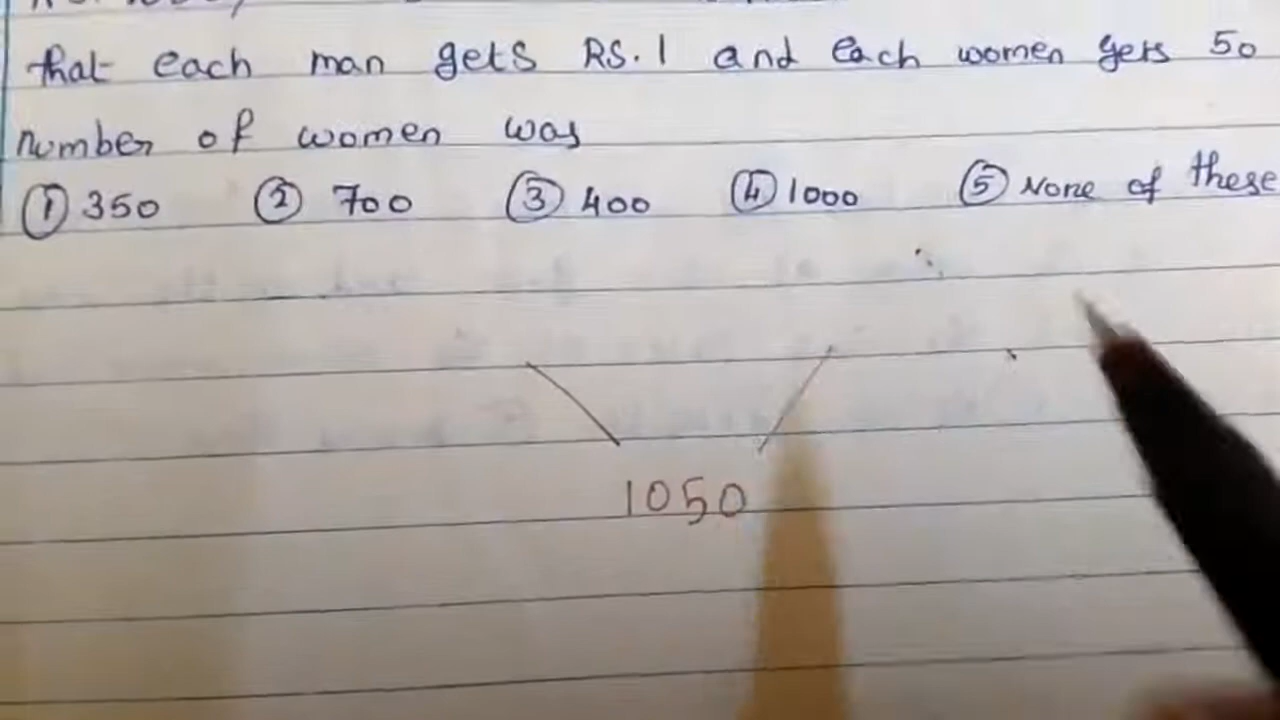 that each man gets RS. 1 and each women gets 50
number of women was
① 350 ② 700 ③ 400 ④ 1000 ⑤ None of these
1050